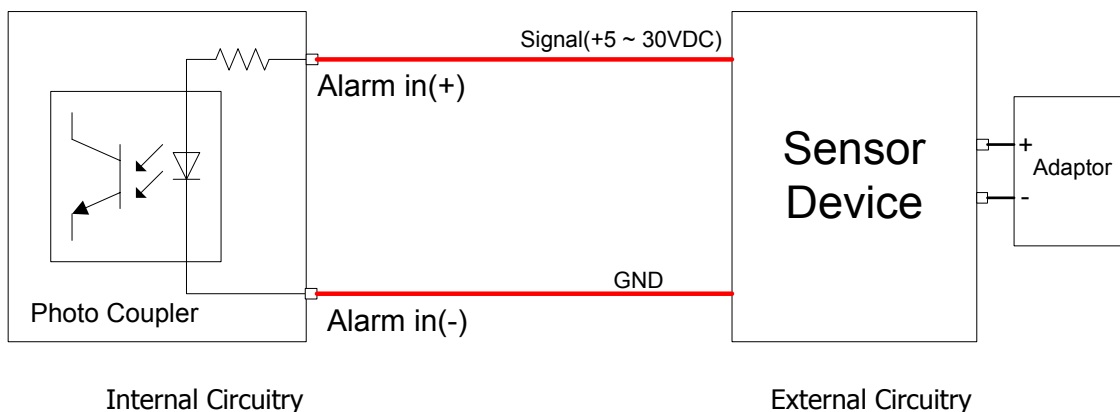 Signal(+5 ~ 30VDC)
Alarm in(+)
Sensor
Device
+
Adaptor
-
GND
Photo Coupler
Alarm in(-)
Internal Circuitry
External Circuitry